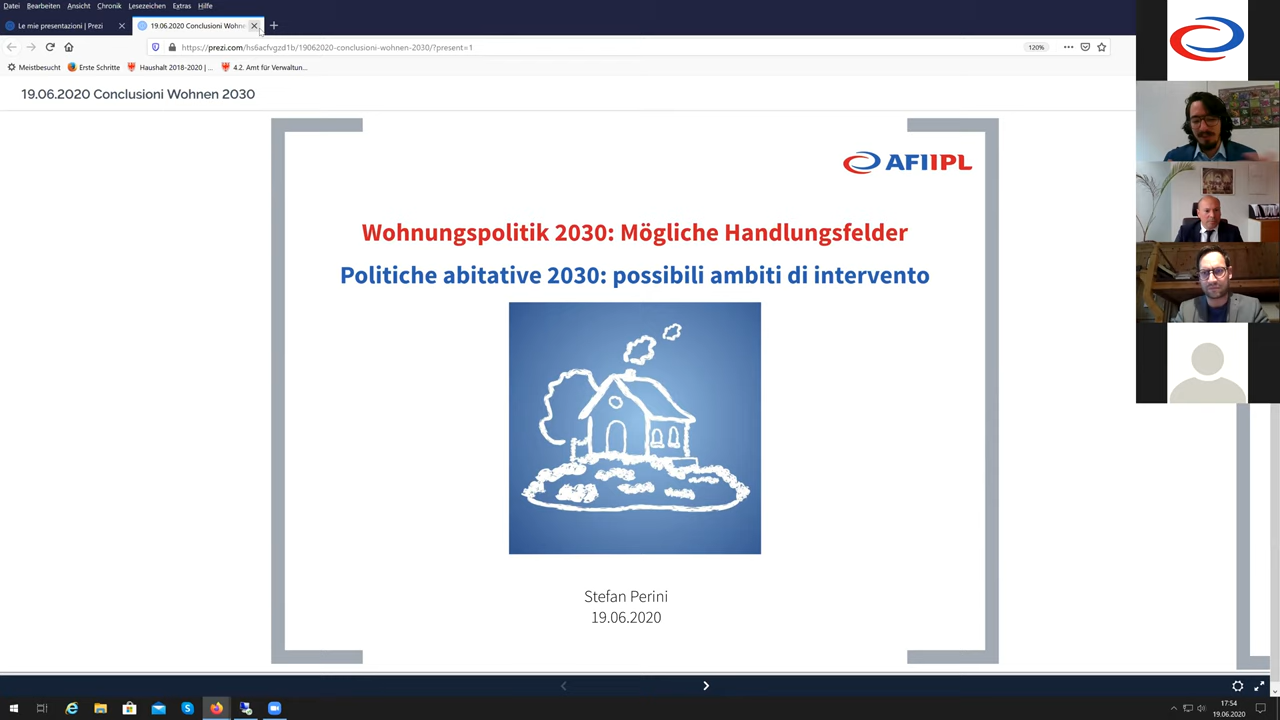 Datei Bearbeiten Ansicht Chronik Lesezeichen Extras Hilfe
Le mie presentazioni | Prezi
19.06.2020 Conclusioni Wohne
https://prezi.com/hs6acfvgzd1b/19062020-conclusioni-wohnen-2030/?present=1
120%
Meistbesucht Erste Schritte Haushalt 2018-2020 | ... 4.2. Amt für Verwaltun...
19.06.2020 Conclusioni Wohnen 2030
AFI IPL
Wohnungspolitik 2030: Mögliche Handlungsfelder
Politiche abitative 2030: possibili ambiti di intervento
Stefan Perini
19.06.2020
17:54
19.06.2020